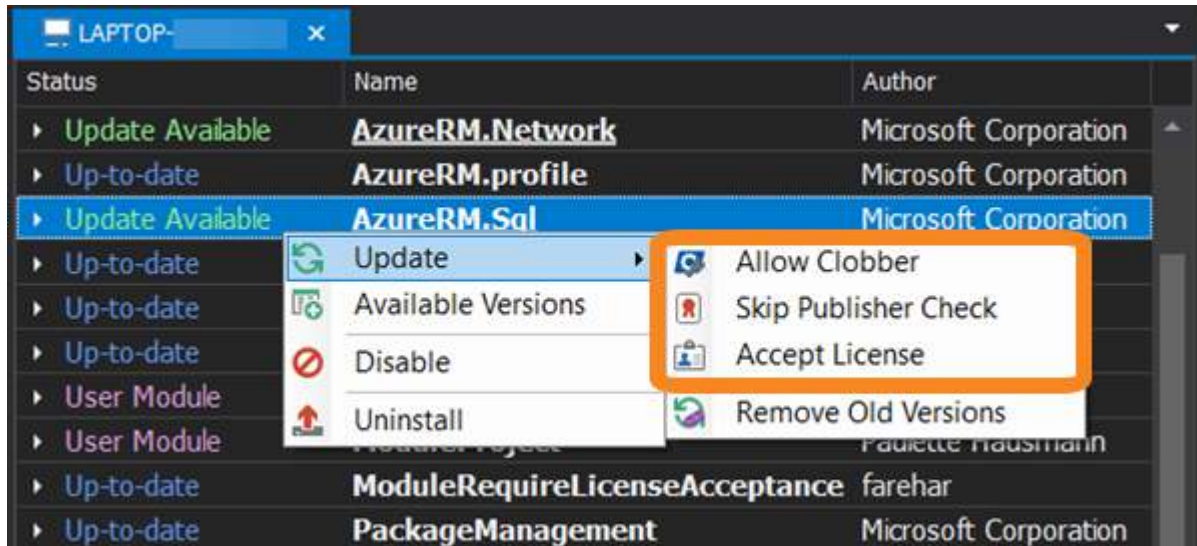 LAPTOP-
Status Name Author
Update Available AzureRM.Network Microsoft Corporation
Up-to-date AzureRM.profile Microsoft Corporation
Update Available AzureRM.Sql Microsoft Corporation
Up-to-date Update Allow Clobber
Up-to-date Available Versions Skip Publisher Check
Up-to-date Disable Accept License
User Module Uninstall Remove Old Versions
User Module Paulette Hausmann
Up-to-date ModuleRequireLicenseAcceptance farehar
Up-to-date PackageManagement Microsoft Corporation